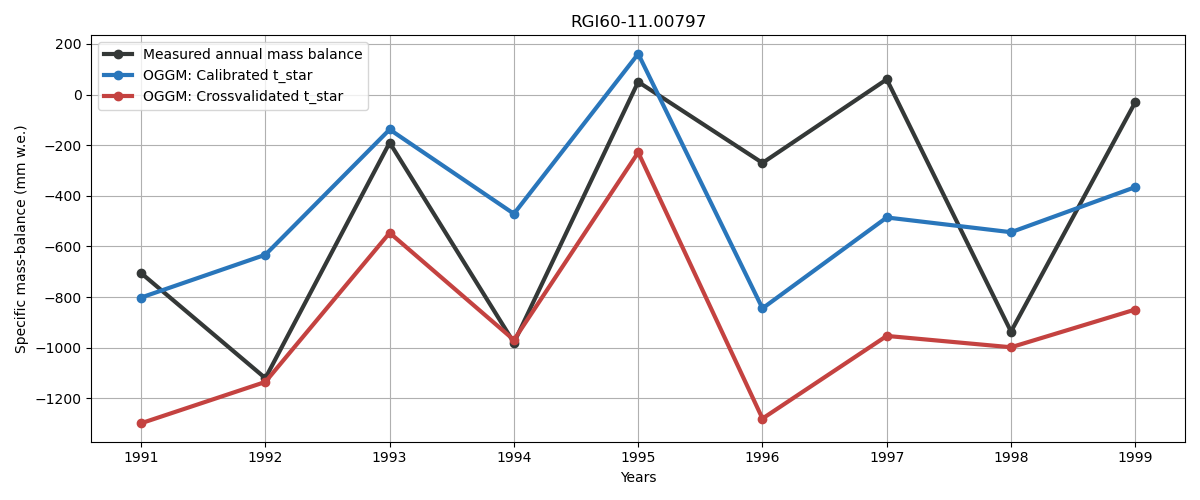 RGI60-11.00797
Measured annual mass balance
OGGM: Calibrated t_star
OGGM: Crossvalidated t_star
Specific mass-balance (mm w.e.)
200
0
−200
−400
−600
−800
−1000
−1200
1991 1992 1993 1994 1995 1996 1997 1998 1999
Years